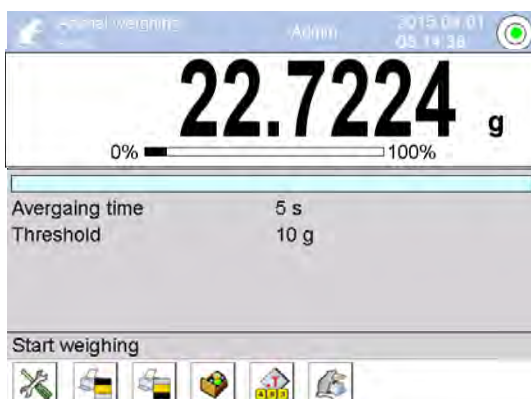 Animal weighing
Admin
2015.04.01
05:14:38
22.7224 g
0% 100%
Avergaing time 5 s
Threshold 10 g
Start weighing